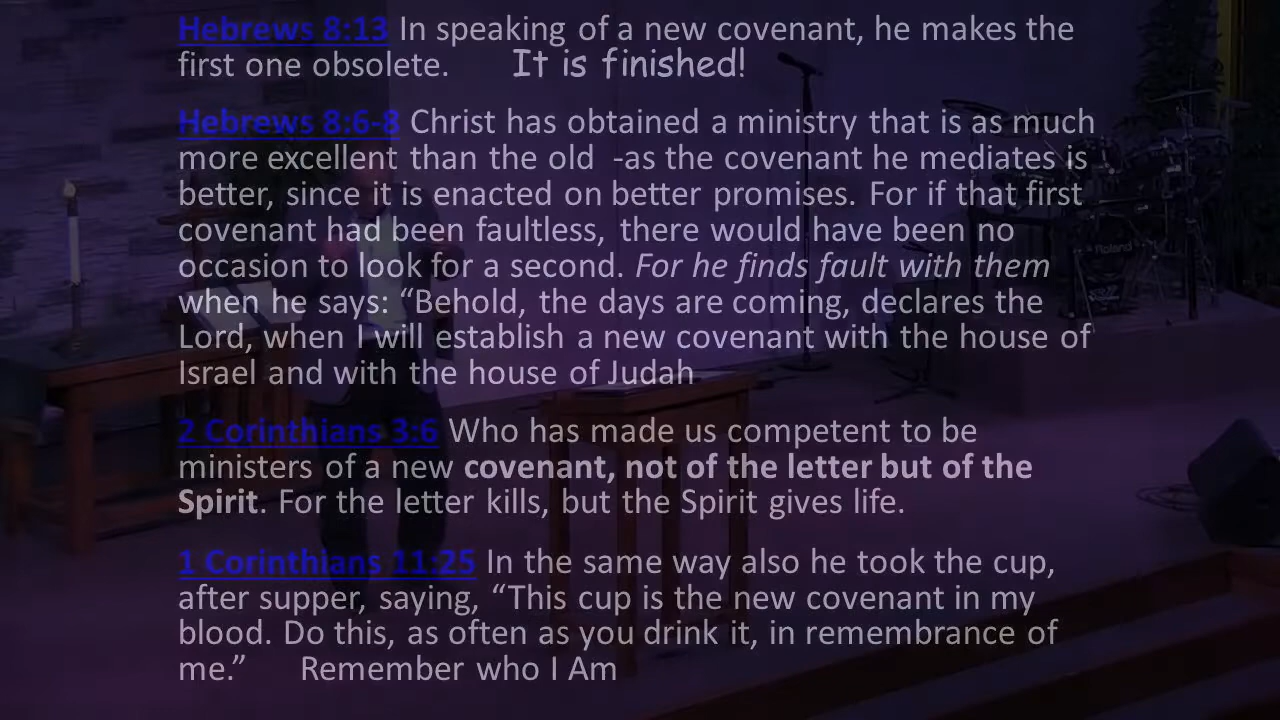 Hebrews 8:13 In speaking of a new covenant, he makes the
first one obsolete. It is finished!
Hebrews 8:6-8 Christ has obtained a ministry that is as much
more excellent than the old -as the covenant he mediates is
better, since it is enacted on better promises. For if that first
covenant had been faultless, there would have been no
occasion to look for a second. For he finds fault with them
when he says: “Behold, the days are coming, declares the
Lord, when I will establish a new covenant with the house of
Israel and with the house of Judah
2 Corinthians 3:6 Who has made us competent to be
ministers of a new covenant, not of the letter but of the
Spirit. For the letter kills, but the Spirit gives life.
1 Corinthians 11:25 In the same way also he took the cup,
after supper, saying, “This cup is the new covenant in my
blood. Do this, as often as you drink it, in remembrance of
me.” Remember who I Am
Roland